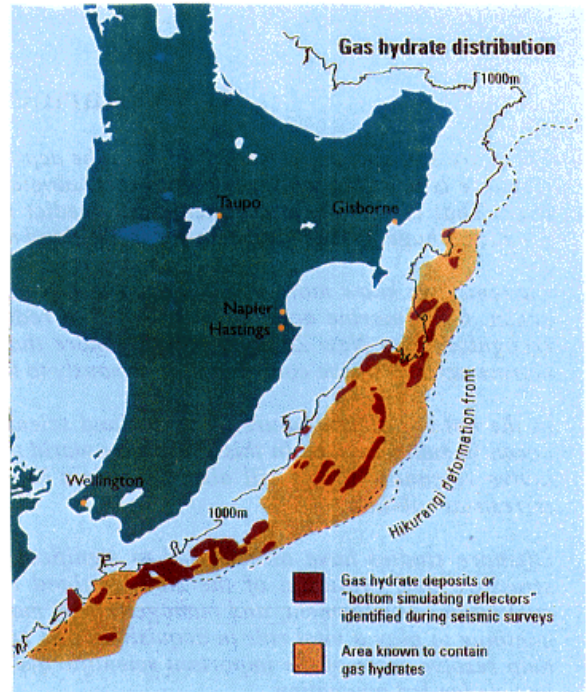 Gas hydrate distribution
1000m
Taupo
Gisborne
Napier
Hastings
Hikurangi deformation front
Wellington
1000m
Gas hydrate deposits or
"bottom simulating reflectors"
identified during seismic surveys
Area known to contain
gas hydrates